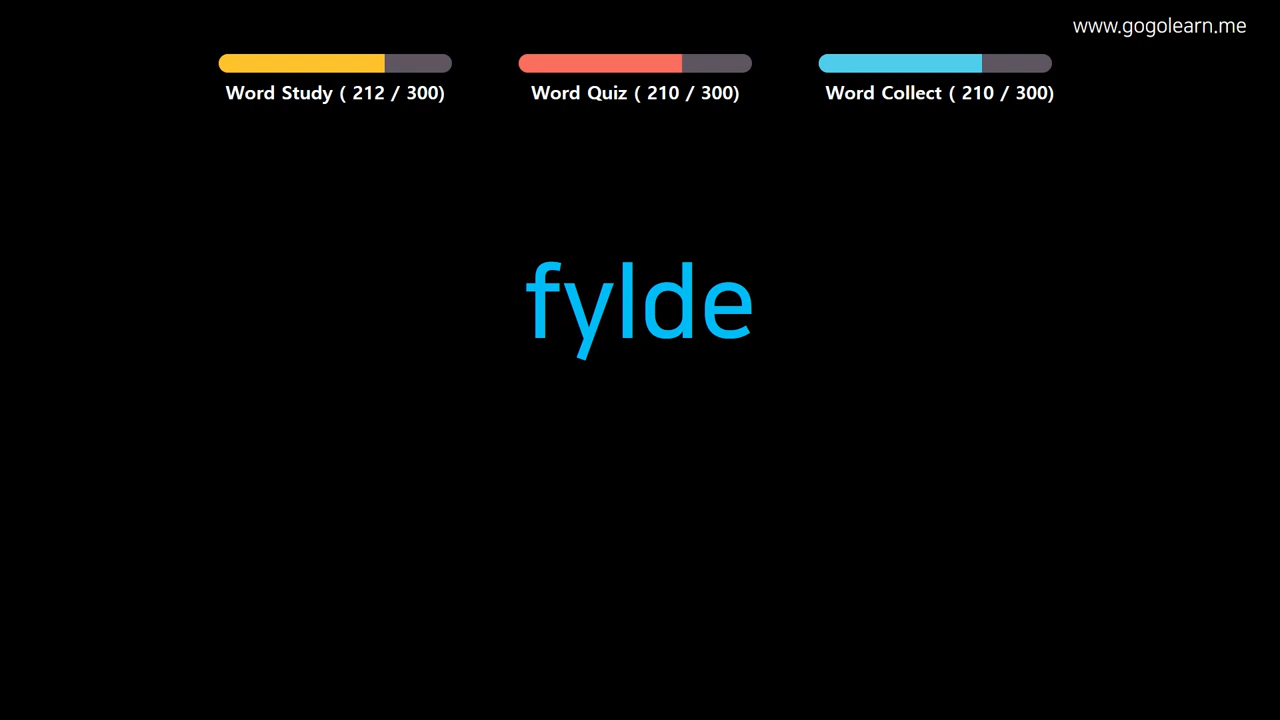 www.gogolearn.me
Word Study ( 212 / 300)
Word Quiz ( 210 / 300)
Word Collect ( 210 / 300)
fylde